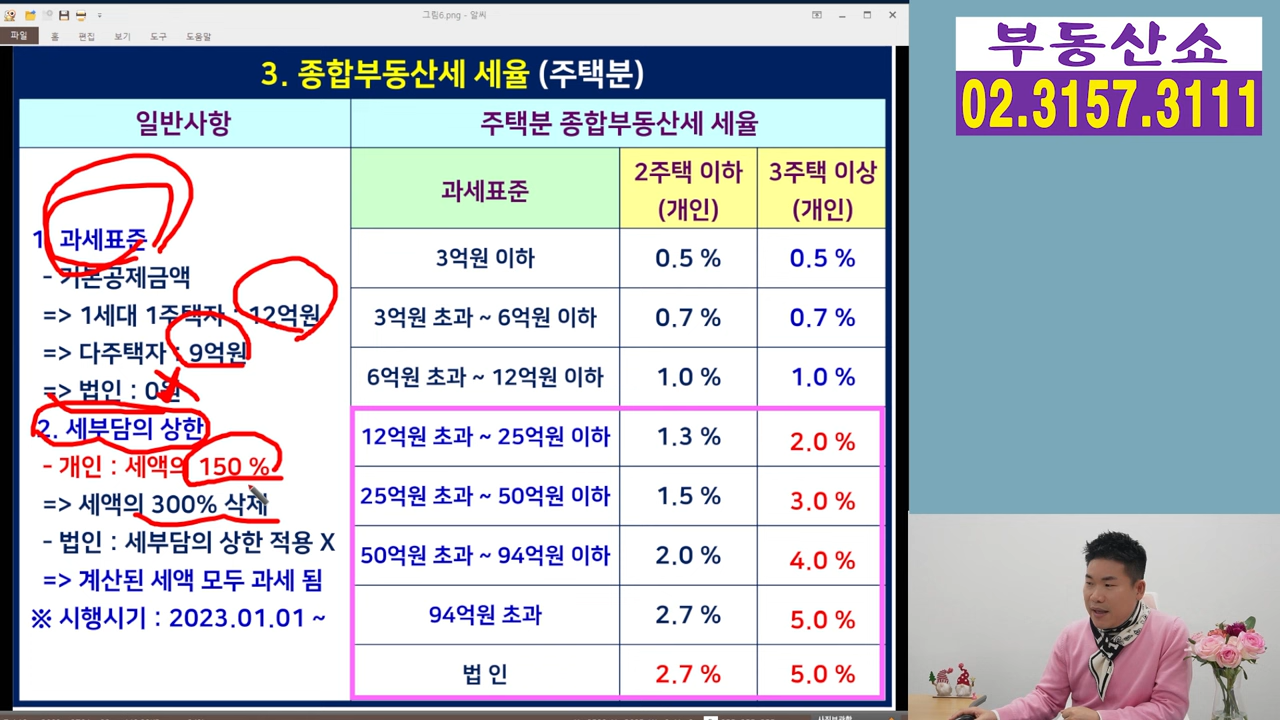 그림6.png - 알씨
파일 홈 편집 보기 도구 도움말
부동산쇼
02.3157.3111
3. 종합부동산세 세율 (주택분)
일반사항
1. 과세표준
- 기본공제금액
=> 1세대 1주택자 : 12억원
=> 다주택자 : 9억원
=> 법인 : 0원
2. 세부담의 상한
- 개인 : 세액의 150 %
=> 세액의 300% 삭제
- 법인 : 세부담의 상한 적용 X
=> 계산된 세액 모두 과세 됨
※ 시행시기 : 2023.01.01 ~
주택분 종합부동산세 세율
과세표준 2주택 이하 (개인) 3주택 이상 (개인)
3억원 이하 0.5 % 0.5 %
3억원 초과 ~ 6억원 이하 0.7 % 0.7 %
6억원 초과 ~ 12억원 이하 1.0 % 1.0 %
12억원 초과 ~ 25억원 이하 1.3 % 2.0 %
25억원 초과 ~ 50억원 이하 1.5 % 3.0 %
50억원 초과 ~ 94억원 이하 2.0 % 4.0 %
94억원 초과 2.7 % 5.0 %
법 인 2.7 % 5.0 %